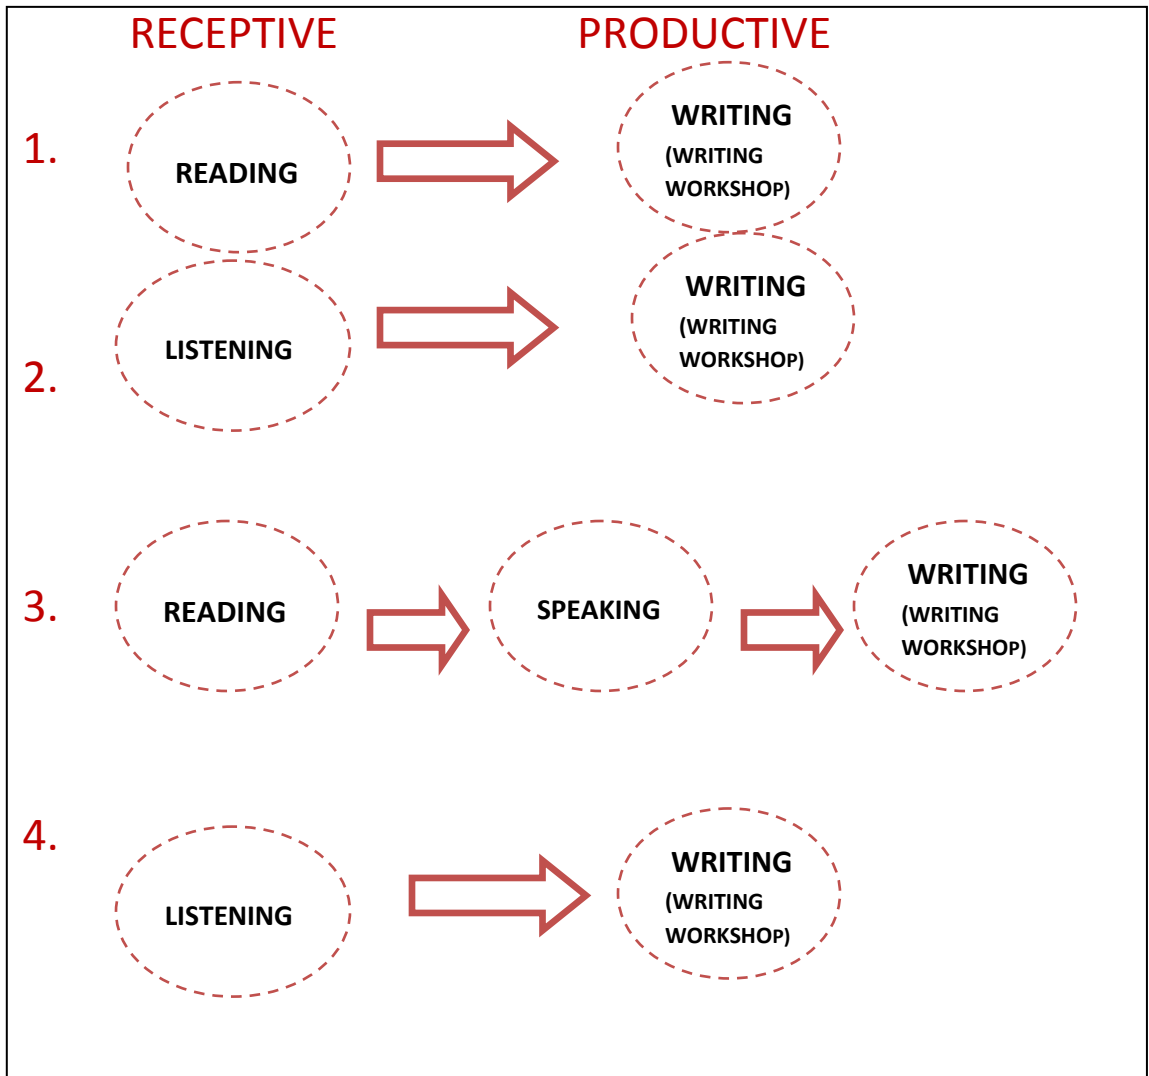 RECEPTIVE PRODUCTIVE
1.
READING
WRITING
(WRITING
WORKSHOP)
2.
LISTENING
WRITING
(WRITING
WORKSHOP)
3.
READING
SPEAKING
WRITING
(WRITING
WORKSHOP)
4.
LISTENING
WRITING
(WRITING
WORKSHOP)